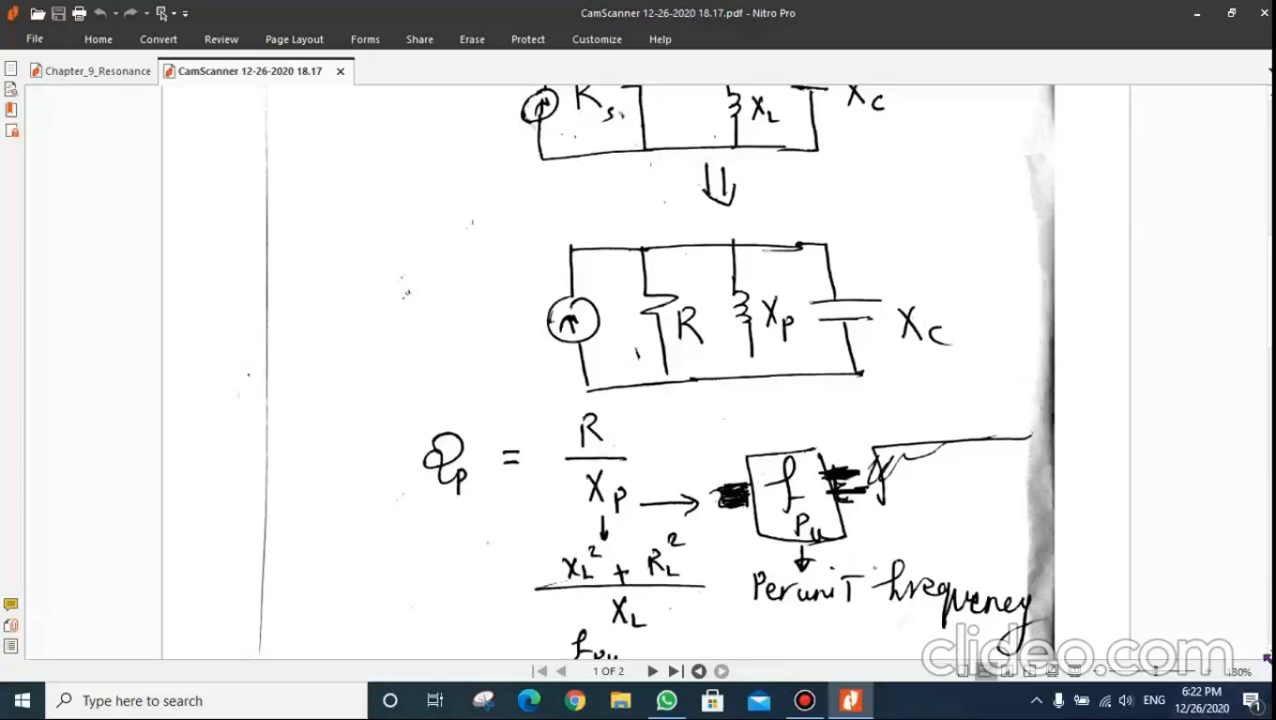 CamScanner 12-26-2020 18.17.pdf - Nitro Pro
File Home Convert Review Page Layout Forms Share Erase Protect Customize Help
Chapter_9_Resonance CamScanner 12-26-2020 18.17
Rs XL XC
R Xp XC
Qp = R / Xp → fpu
XL² + RL² / XL
Perunit frequency
clideo.com
1 OF 2
Type here to search
ENG
6:22 PM
12/26/2020